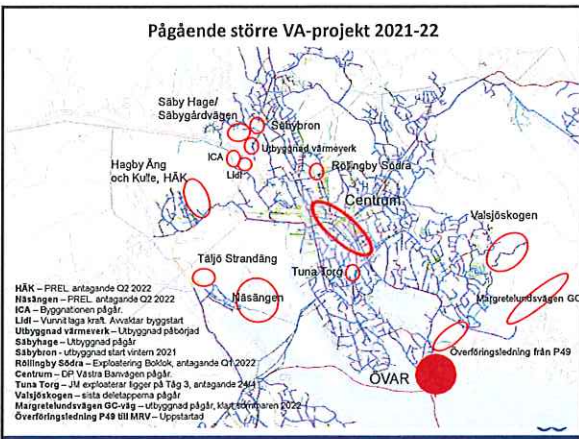 Pågående större VA-projekt 2021-22
Säby Hage/
Säbygårdvägen
Säbybron
Utbyggnad värmeverk
ICA
Lidl
Rölingby Södra
Hagby Äng
och Kulle, HÄK
Centrum
Valsjöskogen
Täljö Strandäng
Tuna Torg
Näsängen
Margretelundsvägen GC
Överföringsledning från P49
ÖVAR
HÄK – PREL. antagande Q2 2022
Näsängen – PREL. antagande Q2 2022
ICA – Byggnationen pågår.
Lidl – Vunnit laga kraft. Avvaktar byggstart
Utbyggnad värmeverk – Utbyggnad påbörjad
Säbyhage – Utbyggnad pågår
Säbybron - utbyggnad start vintern 2021
Röllingby Södra – Exploatering Boklok, antagande Q1 2022
Centrum – DP Västra Banvägen pågår.
Tuna Torg – JM exploaterar ligger på Tåg 3, antagande 24/1
Valsjöskogen – sista deletapperna pågår
Margretelundsvägen GC-väg – utbyggnad pågår, klart sommaren 2022
Överföringsledning P49 till MRV – Uppstartad